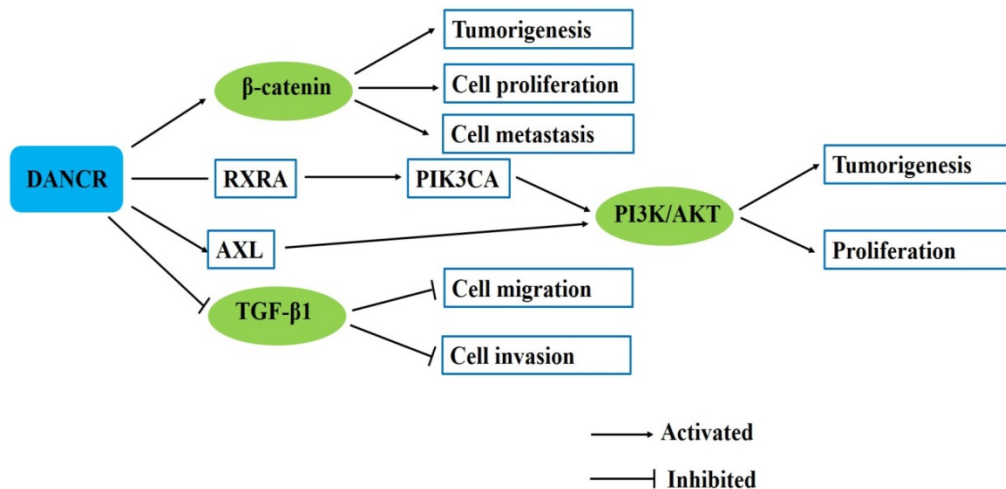 Tumorigenesis
β-catenin
Cell proliferation
Cell metastasis
DANCR
RXRA
PIK3CA
Tumorigenesis
PI3K/AKT
AXL
Proliferation
TGF-β1
Cell migration
Cell invasion
Activated
Inhibited